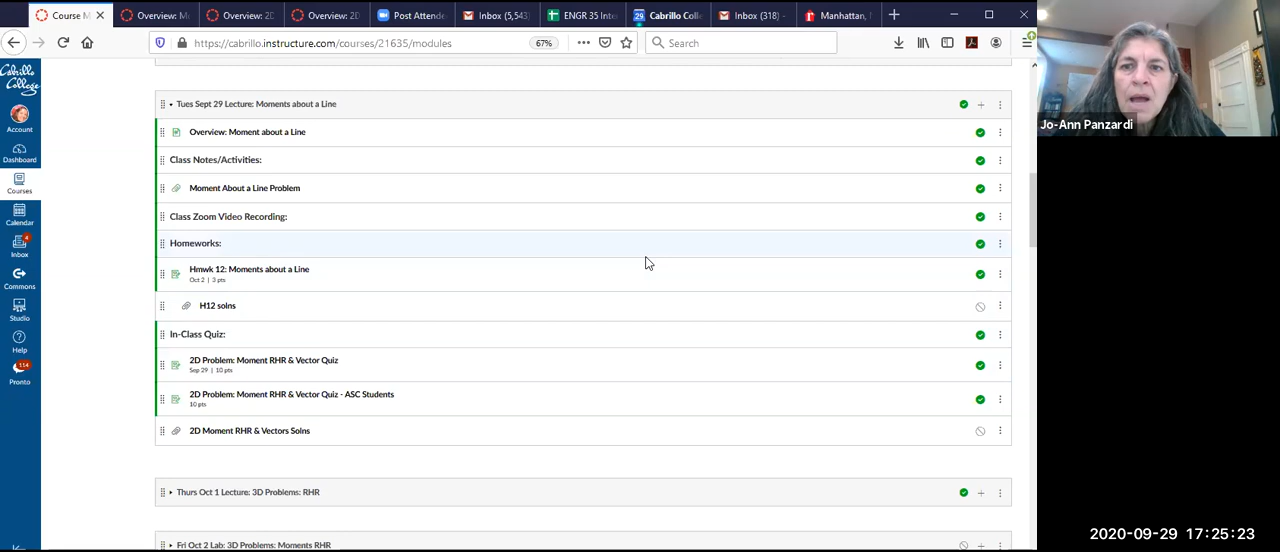 Course M
Overview: M
Overview: 2D
Overview: 2D
Post Attende
Inbox (5,543)
ENGR 35 Inte
29
Cabrillo Coll
Inbox (318) -
Manhattan,
https://cabrillo.instructure.com/courses/21635/modules
67%
Search
Cabrillo College
Account
Dashboard
Courses
Calendar
4
Inbox
Commons
Studio
Help
114
Pronto
Tues Sept 29 Lecture: Moments about a Line
Overview: Moment about a Line
Class Notes/Activities:
Moment About a Line Problem
Class Zoom Video Recording:
Homeworks:
Hmwk 12: Moments about a Line
Oct 2 | 3 pts
H12 solns
In-Class Quiz:
2D Problem: Moment RHR & Vector Quiz
Sep 29 | 10 pts
2D Problem: Moment RHR & Vector Quiz - ASC Students
10 pts
2D Moment RHR & Vectors Solns
Thurs Oct 1 Lecture: 3D Problems: RHR
Fri Oct 2 Lab: 3D Problems: Moments RHR
Jo-Ann Panzardi
2020-09-29 17:25:23